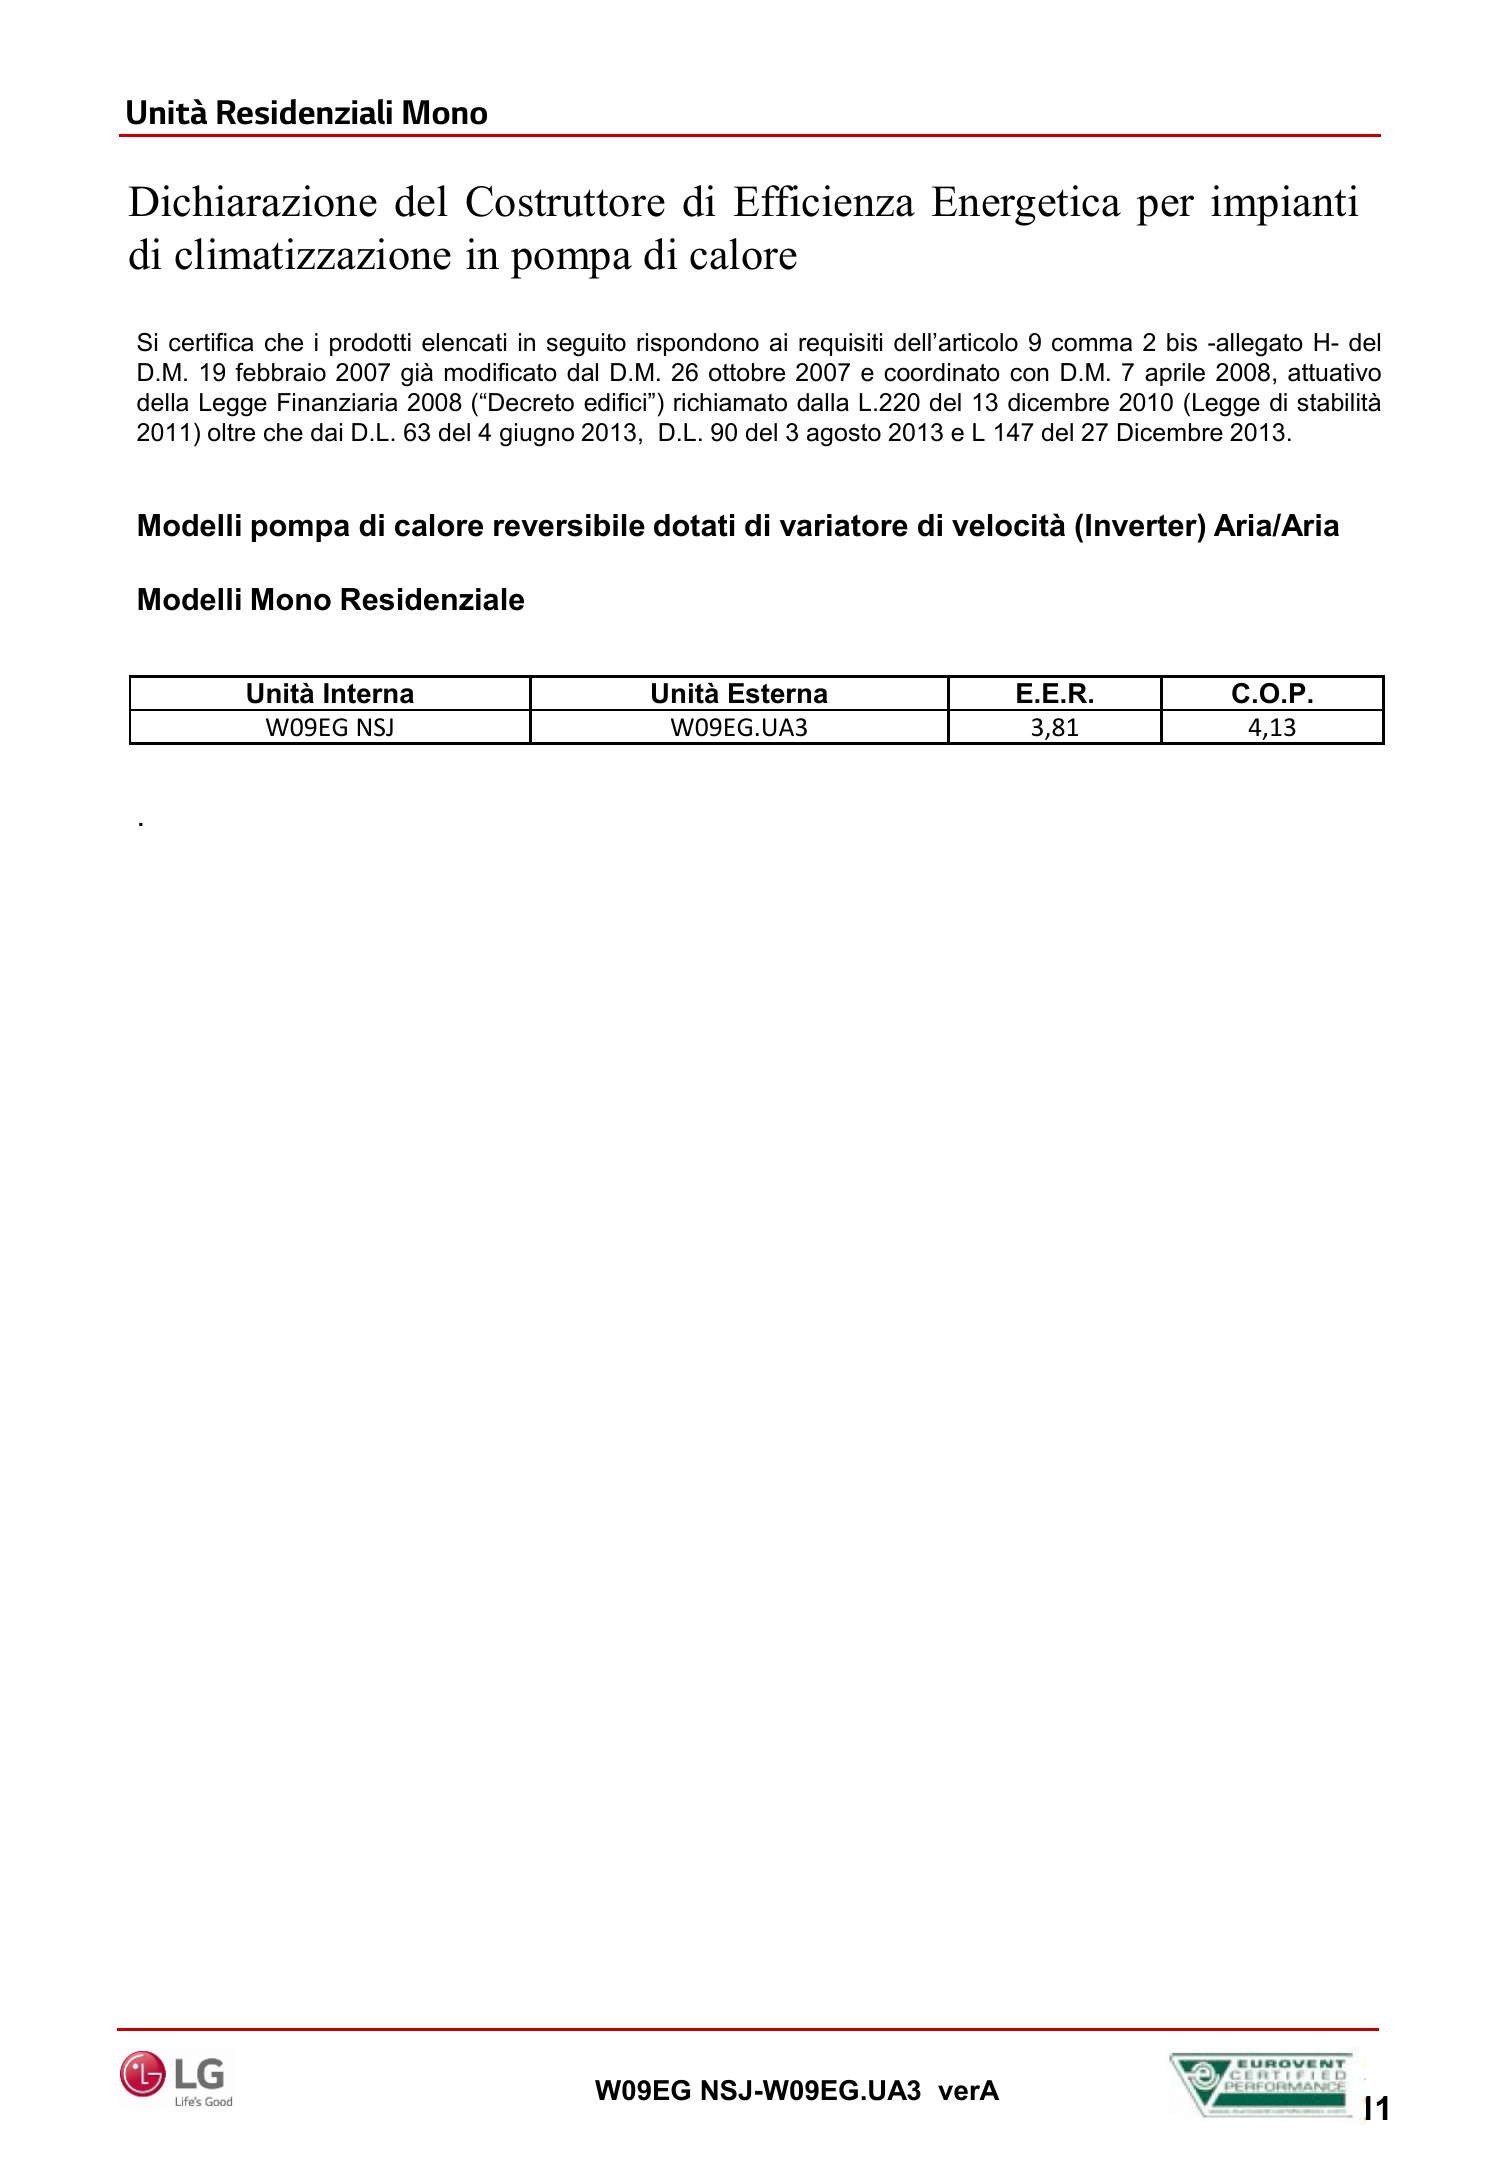 Unità Residenziali Mono
Dichiarazione del Costruttore di Efficienza Energetica per impianti
di climatizzazione in pompa di calore
Si certifica che i prodotti elencati in seguito rispondono ai requisiti dell’articolo 9 comma 2 bis -allegato H- del
D.M. 19 febbraio 2007 già modificato dal D.M. 26 ottobre 2007 e coordinato con D.M. 7 aprile 2008, attuativo
della Legge Finanziaria 2008 (“Decreto edifici”) richiamato dalla L.220 del 13 dicembre 2010 (Legge di stabilità
2011) oltre che dai D.L. 63 del 4 giugno 2013, D.L. 90 del 3 agosto 2013 e L 147 del 27 Dicembre 2013.
Modelli pompa di calore reversibile dotati di variatore di velocità (Inverter) Aria/Aria
Modelli Mono Residenziale
Unità Interna Unità Esterna E.E.R. C.O.P.
W09EG NSJ W09EG.UA3 3,81 4,13
.
LG
Life's Good
W09EG NSJ-W09EG.UA3 verA
EUROVENT
CERTIFIED
PERFORMANCE
11